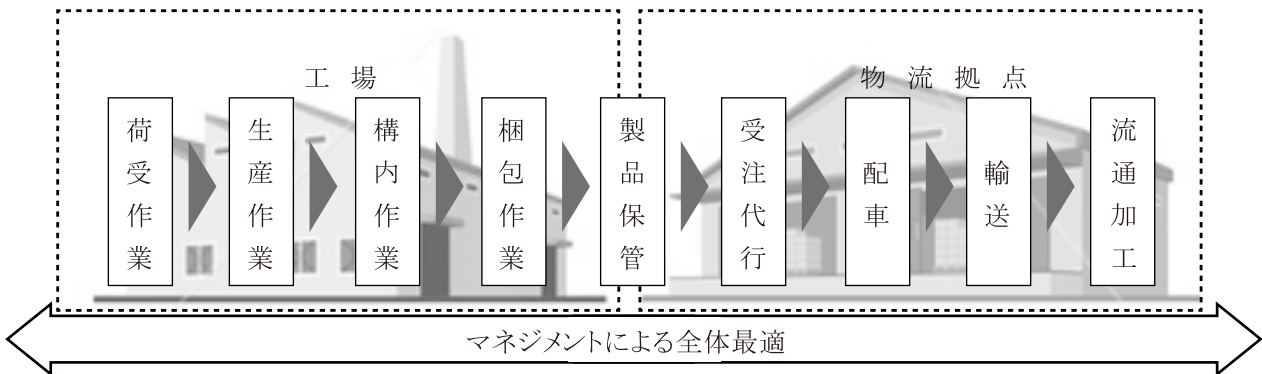 工場
物流拠点
荷受作業
生産作業
構内作業
梱包作業
製品保管
受注代行
配車
輸送
流通加工
マネジメントによる全体最適